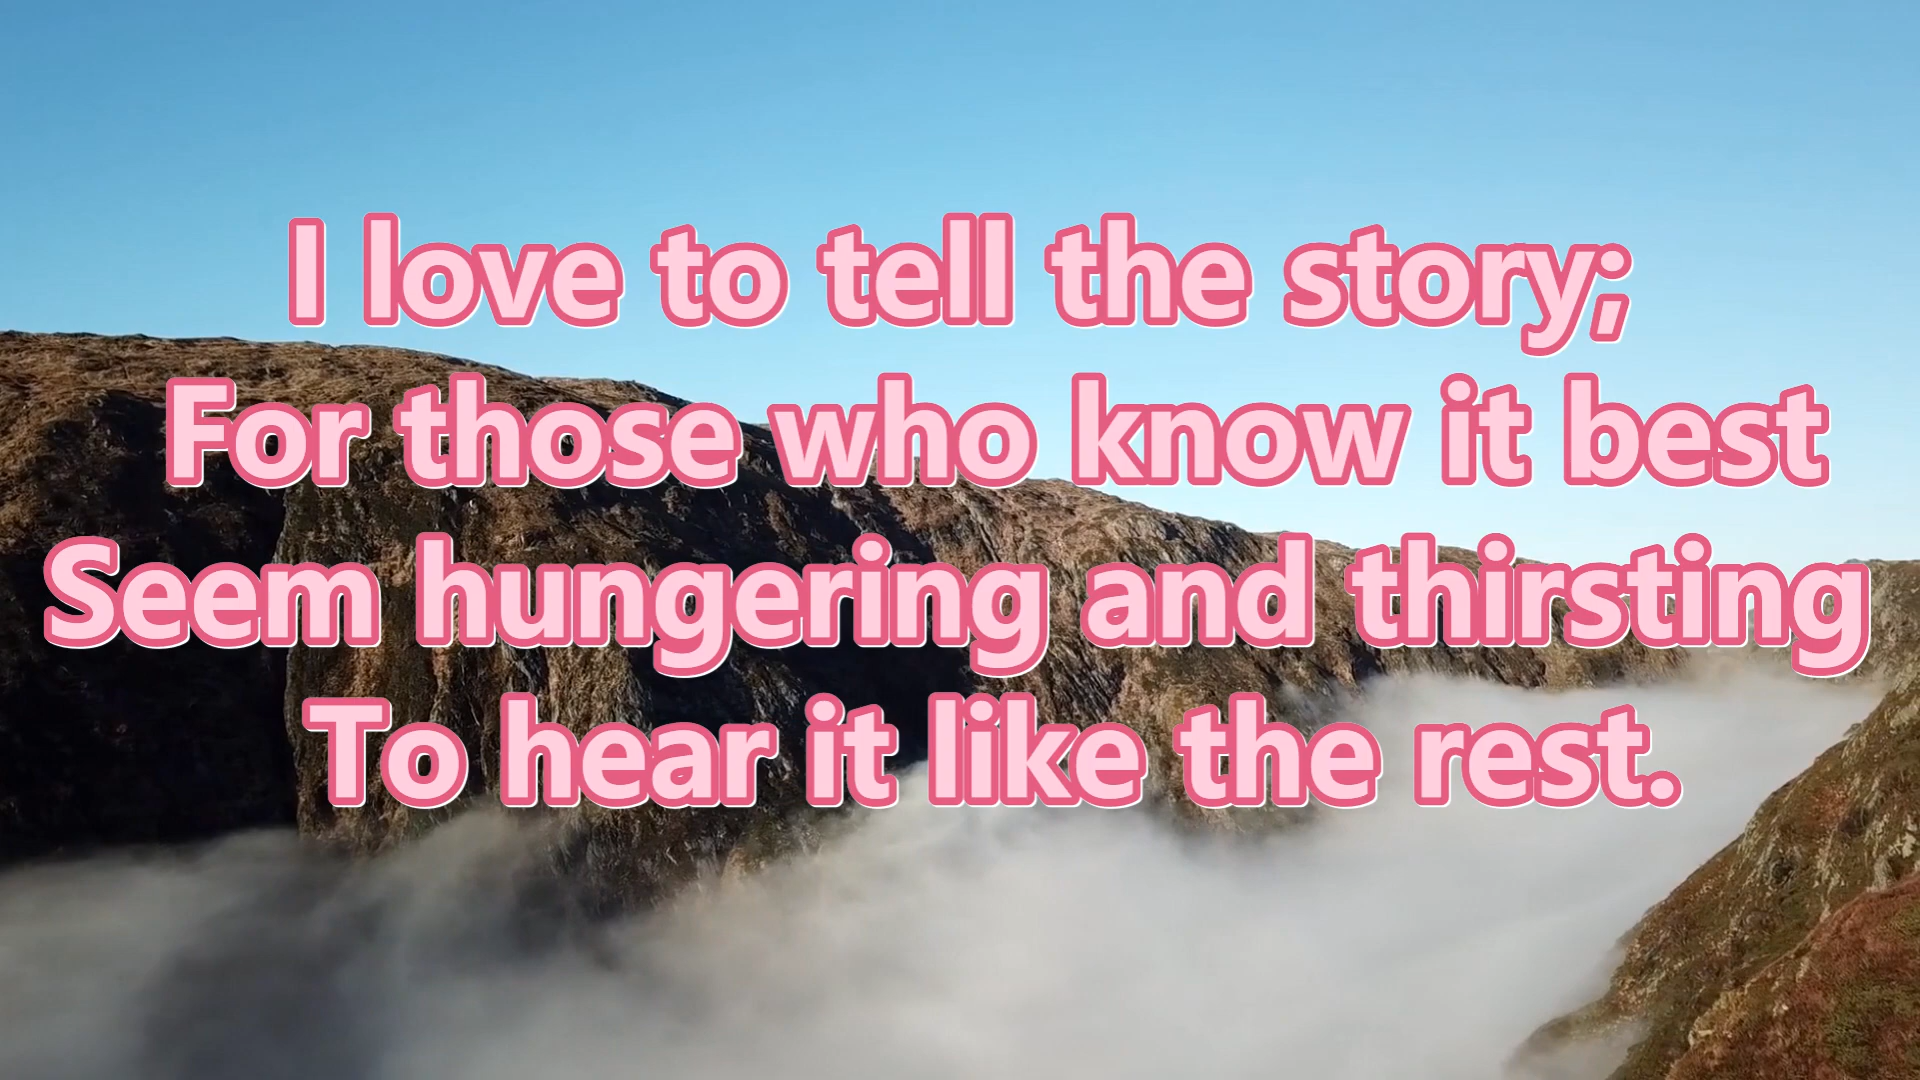 I love to tell the story;
For those who know it best
Seem hungering and thirsting
To hear it like the rest.